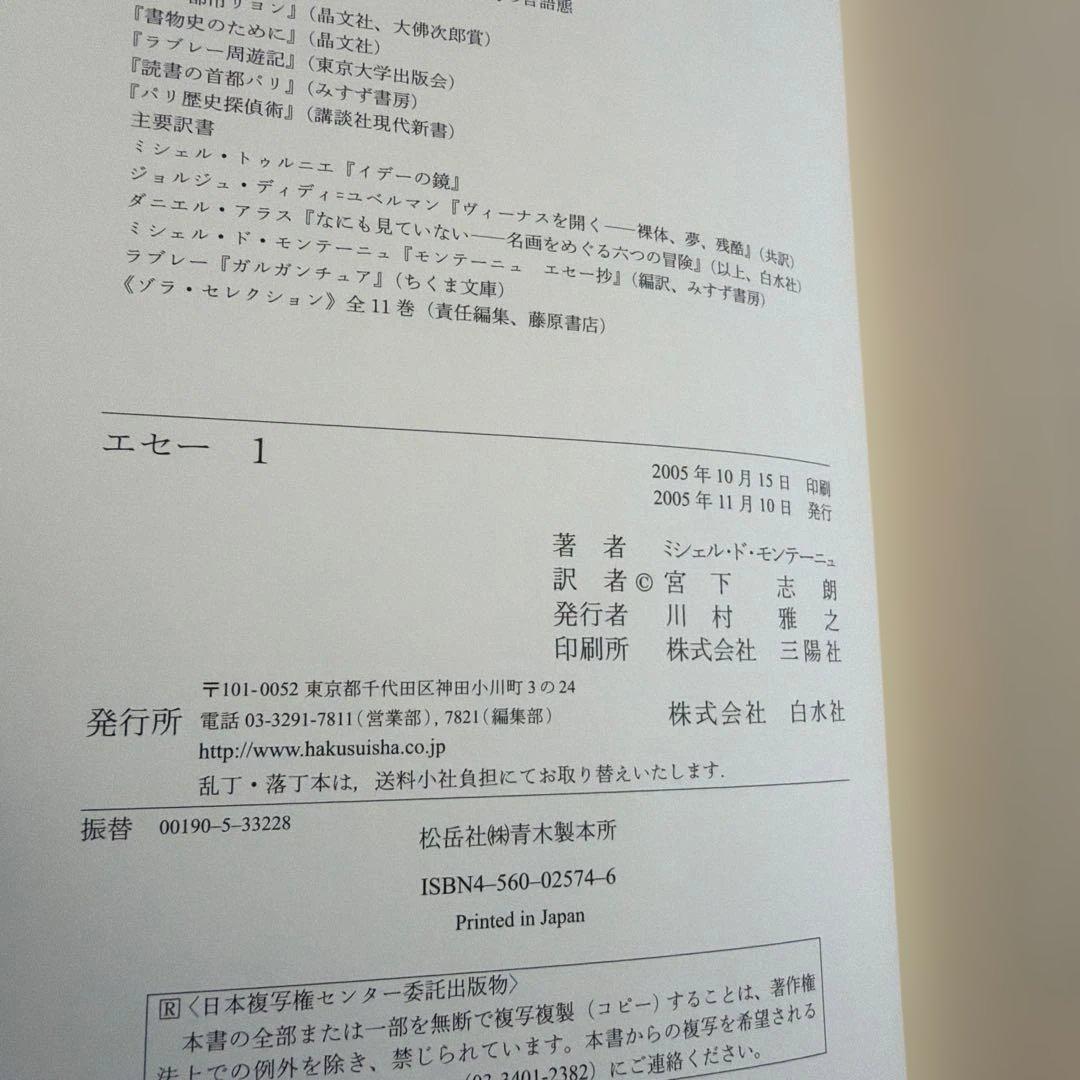 言語態
都市リヨン』(晶文社、大佛次郎賞)
『書物史のために』(晶文社)
『ラブレー周遊記』(東京大学出版会)
『読書の首都パリ』(みすず書房)
『パリ歴史探偵術』(講談社現代新書)
主要訳書
ミシェル・トゥルニエ『イデーの鏡』
ジョルジュ・ディディ=ユベルマン『ヴィーナスを開く――裸体、夢、残酷』(共訳)
ダニエル・アラス『なにも見ていない――名画をめぐる六つの冒険』(以上、白水社)
ミシェル・ド・モンテーニュ『モンテーニュ エセー抄』(編訳、みすず書房)
ラブレー『ガルガンチュア』(ちくま文庫)
《ゾラ・セレクション》全11巻(責任編集、藤原書店)
エセー 1
2005年10月15日 印刷
2005年11月10日 発行
著 者 ミシェル・ド・モンテーニュ
訳 者 © 宮下 志朗
発行者 川村 雅之
印刷所 株式会社 三陽社
〒101-0052 東京都千代田区神田小川町3の24
発行所 電話 03-3291-7811(営業部), 7821(編集部) 株式会社 白水社
http://www.hakusuisha.co.jp
乱丁・落丁本は, 送料小社負担にてお取り替えいたします.
振替 00190-5-33228
松岳社㈱青木製本所
ISBN4-560-02574-6
Printed in Japan
R〈日本複写権センター委託出版物〉
本書の全部または一部を無断で複写複製(コピー)することは、著作権
法上での例外を除き、禁じられています。本書からの複写を希望される
(03-3401-2382)にご連絡ください。